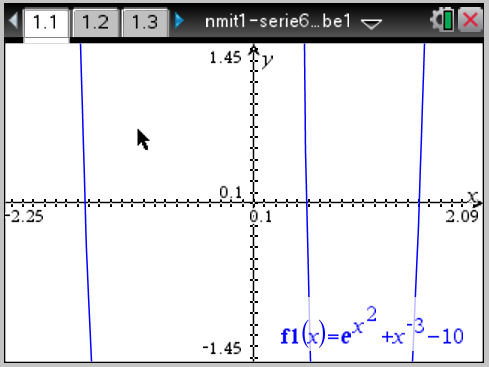 1.1 1.2 1.3 nmit1-serie6…be1
1.45 y
0.1 x
-2.25 0.1 2.09
f1(x)=e^x^2+x^-3-10
-1.45